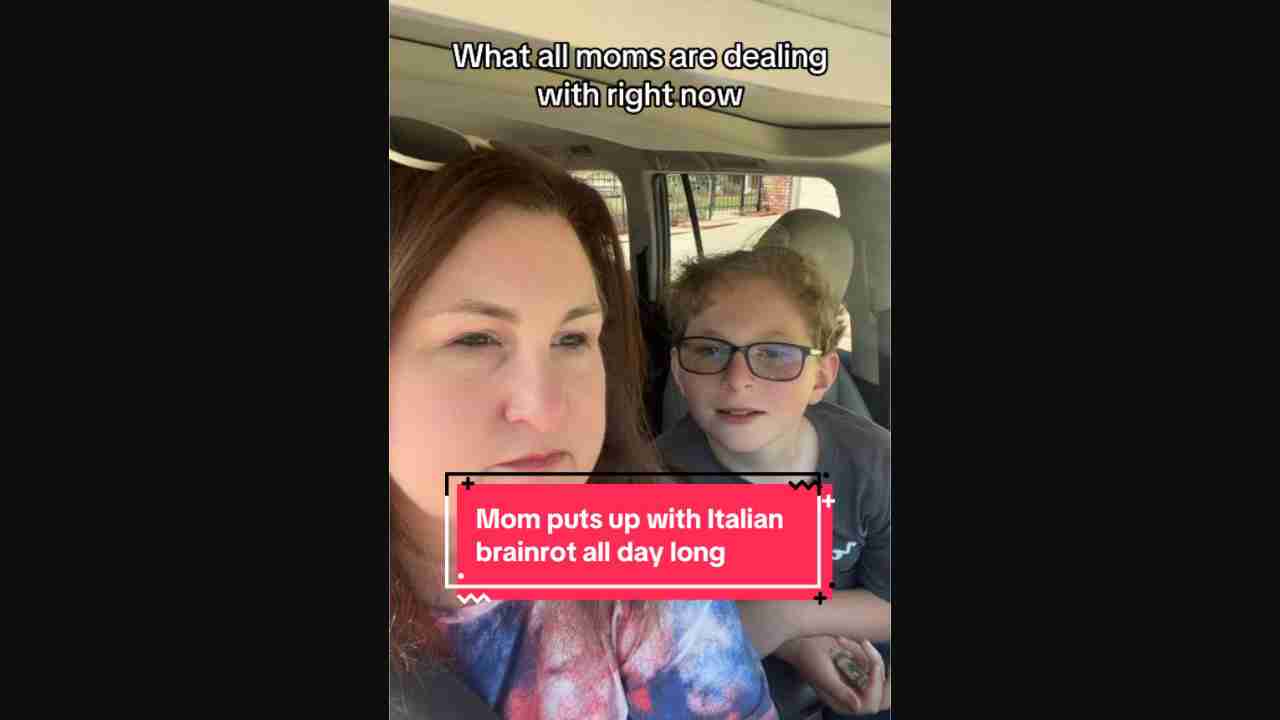 What all moms are dealing
with right now
Mom puts up with Italian
brainrot all day long